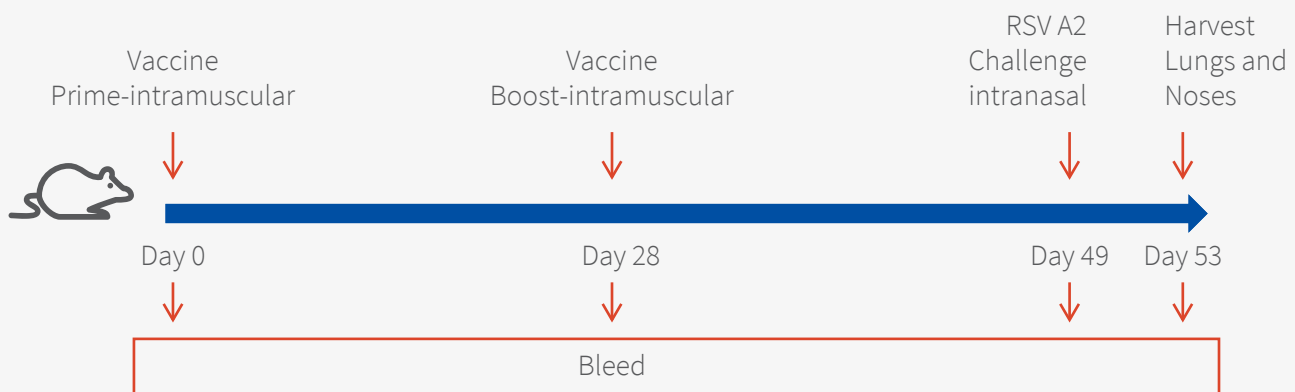 Vaccine
Prime-intramuscular
Vaccine
Boost-intramuscular
RSV A2
Challenge
intranasal
Harvest
Lungs and
Noses
Day 0
Day 28
Day 49
Day 53
Bleed